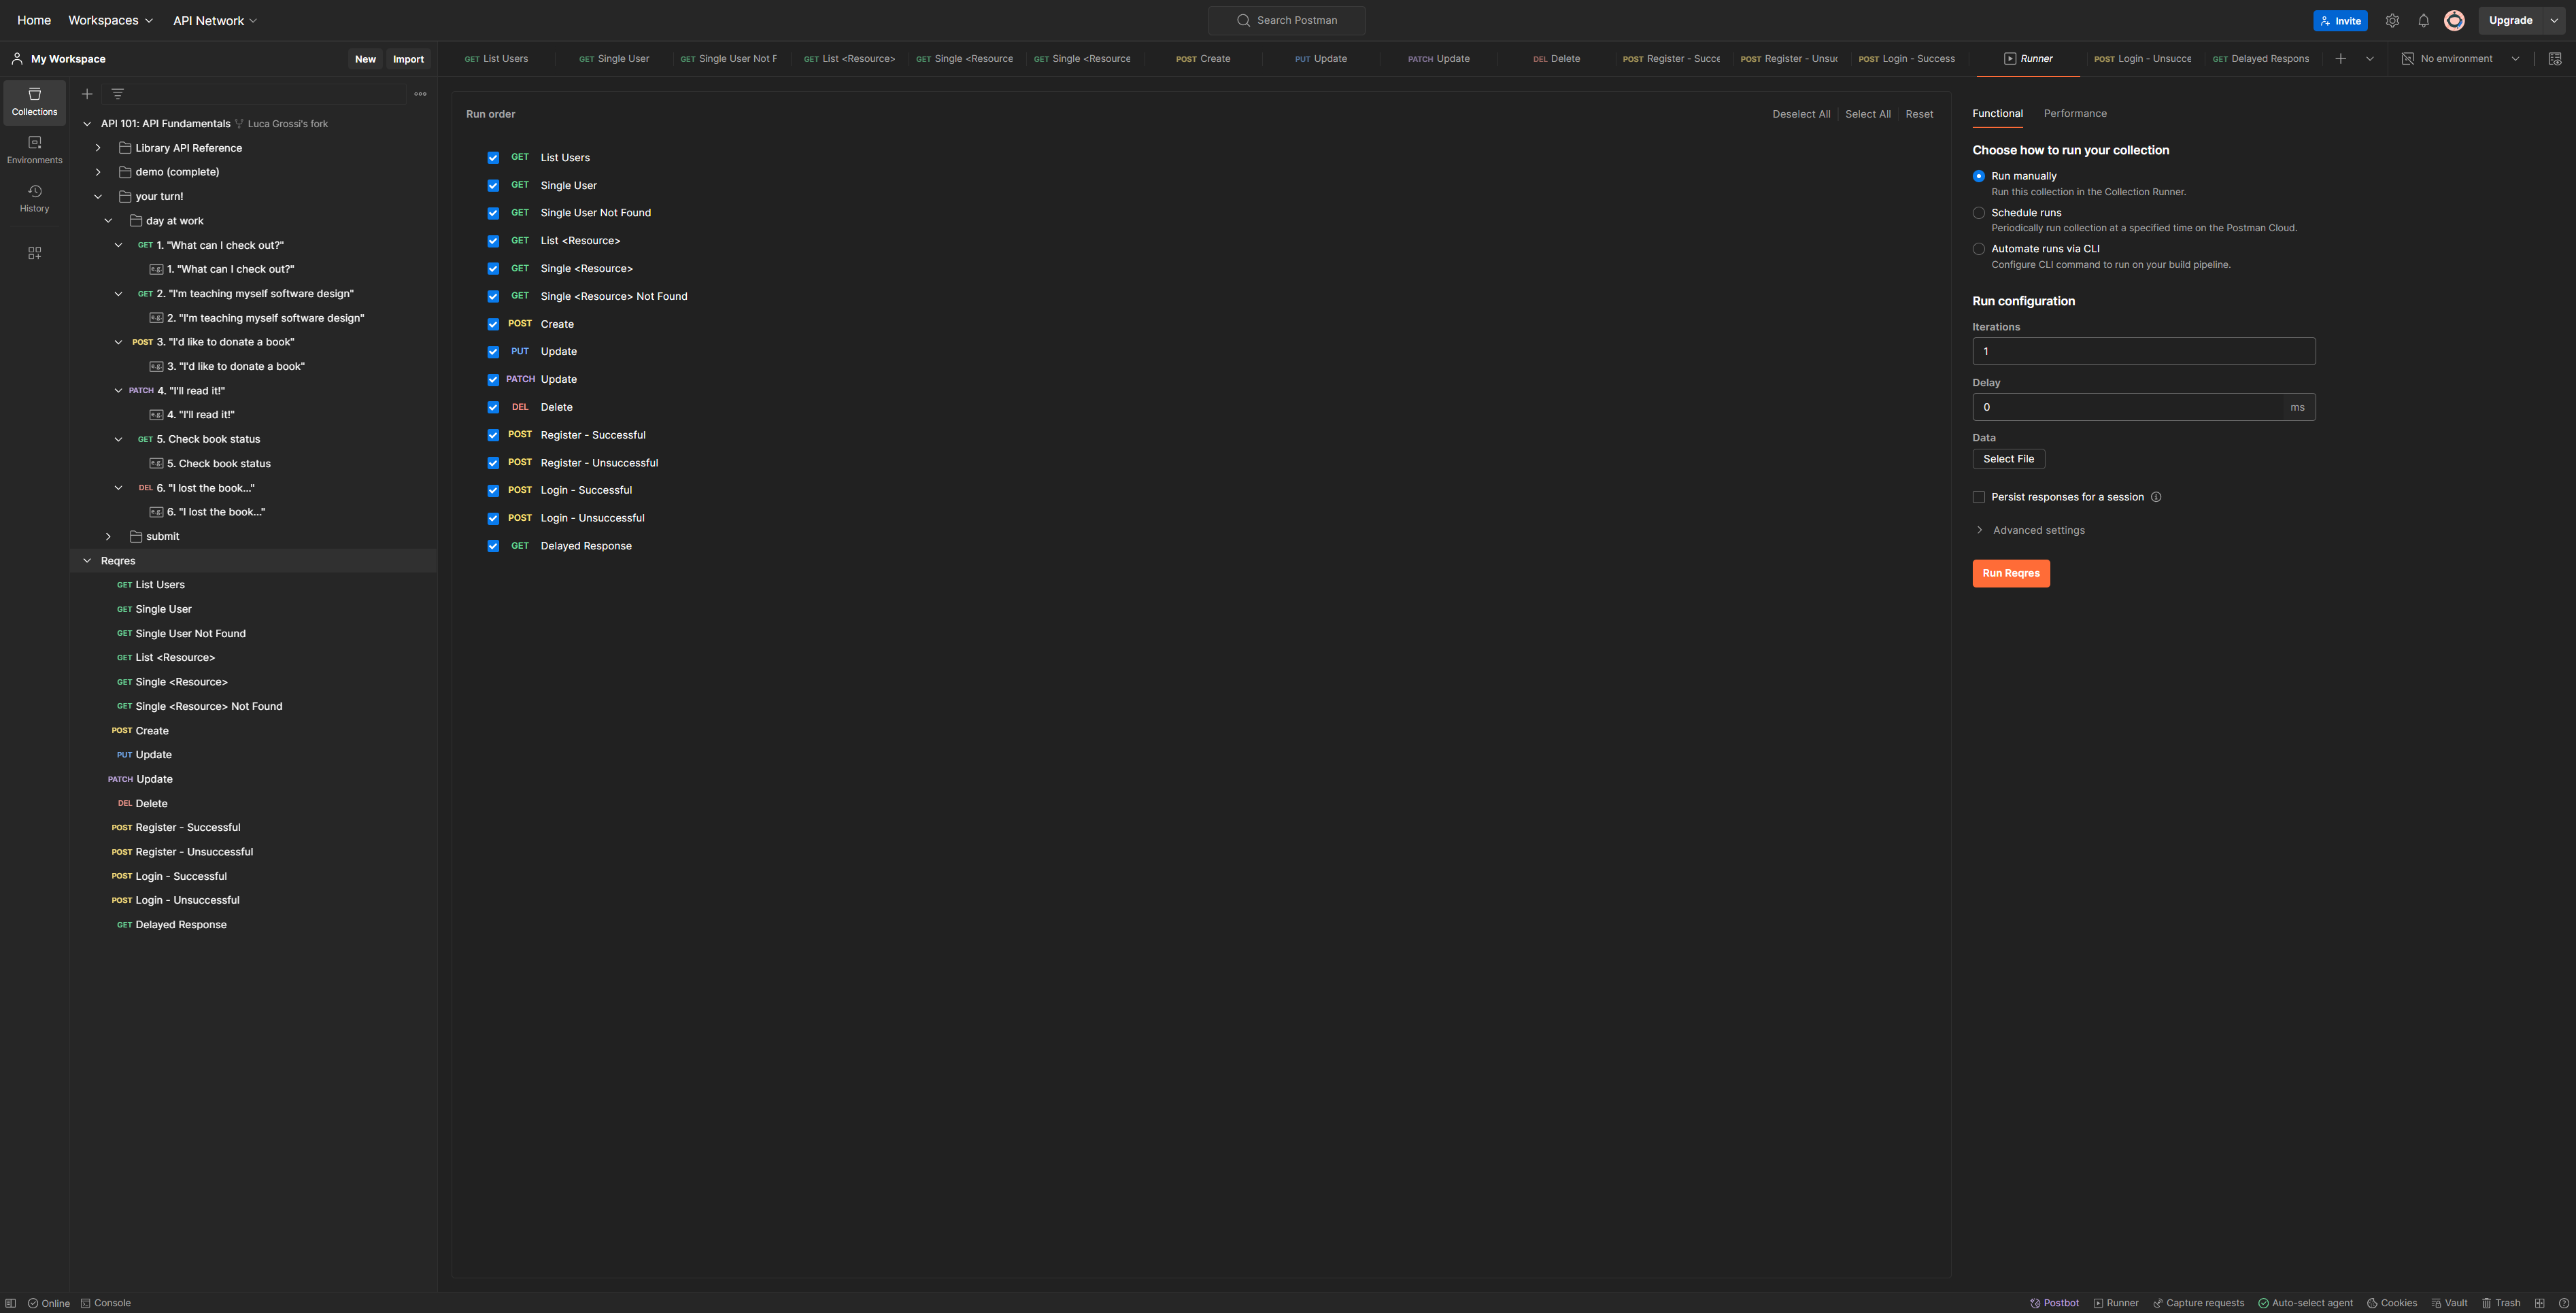 Home Workspaces API Network Search Postman Invite Upgrade
My Workspace New Import GET List Users GET Single User GET Single User Not F GET List <Resource> GET Single <Resource GET Single <Resource POST Create PUT Update PATCH Update DEL Delete POST Register - Succe POST Register - Unsuc POST Login - Success Runner POST Login - Unsucce GET Delayed Respons No environment
Collections
Environments
History
API 101: API Fundamentals Luca Grossi's fork
Library API Reference
demo (complete)
your turn!
day at work
GET 1. "What can I check out?"
e.g. 1. "What can I check out?"
GET 2. "I'm teaching myself software design"
e.g. 2. "I'm teaching myself software design"
POST 3. "I'd like to donate a book"
e.g. 3. "I'd like to donate a book"
PATCH 4. "I'll read it!"
e.g. 4. "I'll read it!"
GET 5. Check book status
e.g. 5. Check book status
DEL 6. "I lost the book..."
e.g. 6. "I lost the book..."
submit
Reqres
GET List Users
GET Single User
GET Single User Not Found
GET List <Resource>
GET Single <Resource>
GET Single <Resource> Not Found
POST Create
PUT Update
PATCH Update
DEL Delete
POST Register - Successful
POST Register - Unsuccessful
POST Login - Successful
POST Login - Unsuccessful
GET Delayed Response
Run order Deselect All Select All Reset
GET List Users
GET Single User
GET Single User Not Found
GET List <Resource>
GET Single <Resource>
GET Single <Resource> Not Found
POST Create
PUT Update
PATCH Update
DEL Delete
POST Register - Successful
POST Register - Unsuccessful
POST Login - Successful
POST Login - Unsuccessful
GET Delayed Response
Functional Performance
Choose how to run your collection
Run manually
Run this collection in the Collection Runner.
Schedule runs
Periodically run collection at a specified time on the Postman Cloud.
Automate runs via CLI
Configure CLI command to run on your build pipeline.
Run configuration
Iterations
1
Delay
0 ms
Data
Select File
Persist responses for a session
Advanced settings
Run Reqres
Online Console Postbot Runner Capture requests Auto-select agent Cookies Vault Trash